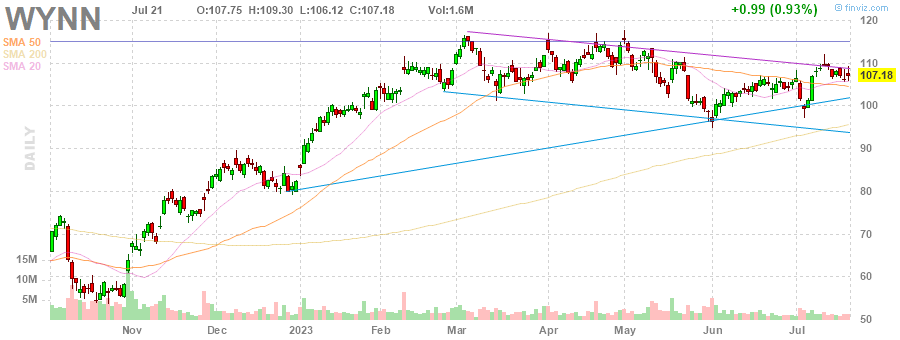 WYNN Jul 21 O:107.75 H:109.30 L:106.12 C:107.18 Vol:1.6M +0.99 (0.93%) © finviz.com
SMA 50
SMA 200
SMA 20
DAILY
120
110
107.18
100
90
80
70
60
50
15M
10M
5M
Nov Dec 2023 Feb Mar Apr May Jun Jul